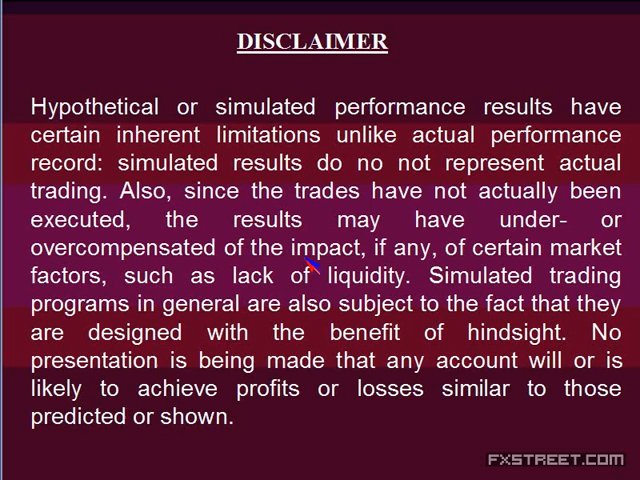 DISCLAIMER
Hypothetical or simulated performance results have
certain inherent limitations unlike actual performance
record: simulated results do no not represent actual
trading. Also, since the trades have not actually been
executed, the results may have under- or
overcompensated of the impact, if any, of certain market
factors, such as lack of liquidity. Simulated trading
programs in general are also subject to the fact that they
are designed with the benefit of hindsight. No
presentation is being made that any account will or is
likely to achieve profits or losses similar to those
predicted or shown.
FXSTREET.COM